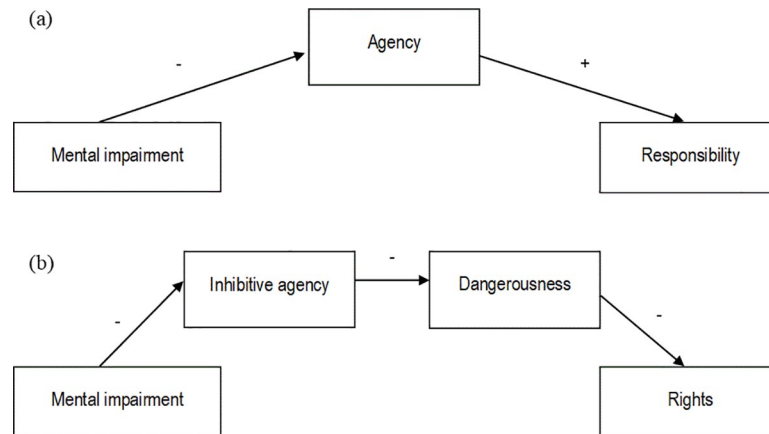 (a)
Agency
-
+
Mental impairment
Responsibility
(b)
Inhibitive agency
-
Dangerousness
-
-
Mental impairment
Rights